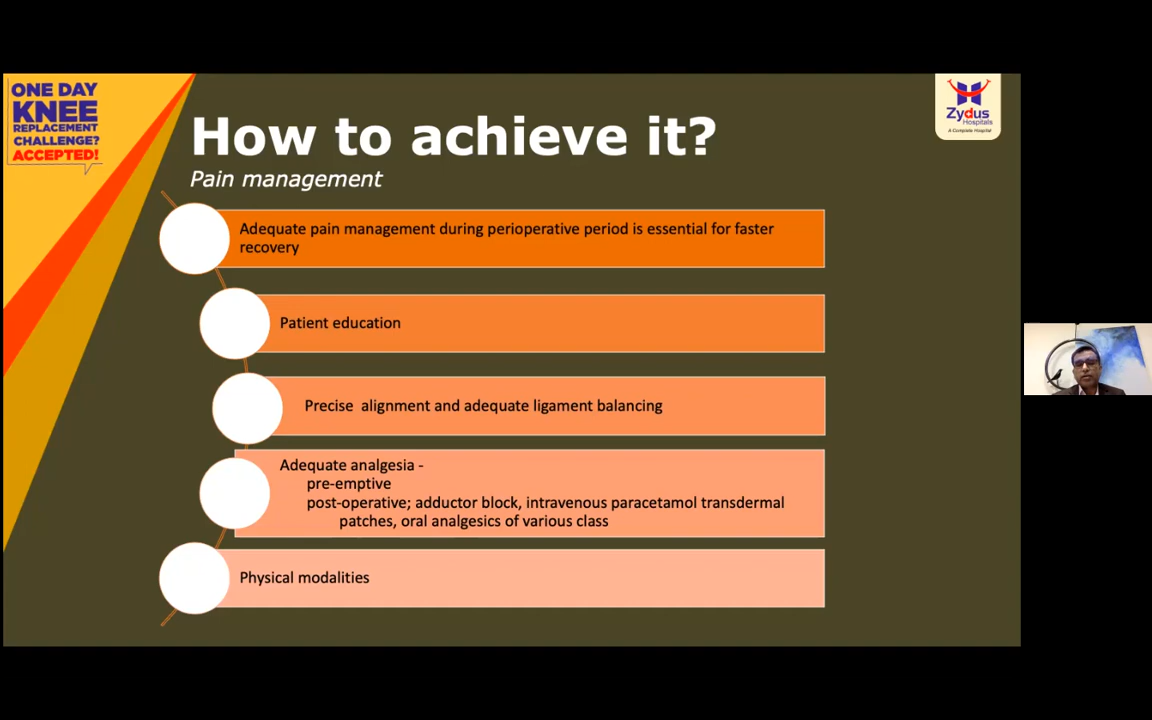 ONE DAY
KNEE
REPLACEMENT
CHALLENGE?
ACCEPTED!
Zydus
Hospitals
A Complete Hospital
How to achieve it?
Pain management
Adequate pain management during perioperative period is essential for faster
recovery
Patient education
Precise alignment and adequate ligament balancing
Adequate analgesia -
pre-emptive
post-operative; adductor block, intravenous paracetamol transdermal
patches, oral analgesics of various class
Physical modalities